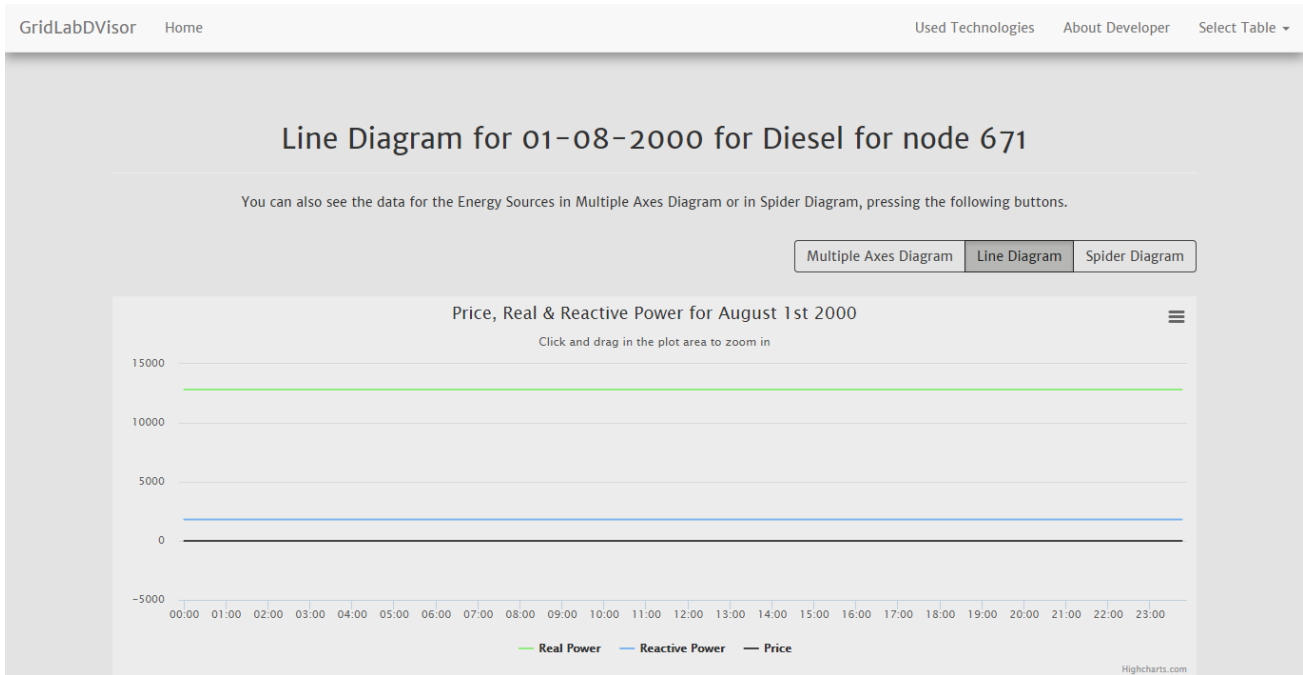 GridLabDVisor Home Used Technologies About Developer Select Table
Line Diagram for 01-08-2000 for Diesel for node 671
You can also see the data for the Energy Sources in Multiple Axes Diagram or in Spider Diagram, pressing the following buttons.
Multiple Axes Diagram Line Diagram Spider Diagram
Price, Real & Reactive Power for August 1st 2000
Click and drag in the plot area to zoom in
15000
10000
5000
0
-5000
00:00 01:00 02:00 03:00 04:00 05:00 06:00 07:00 08:00 09:00 10:00 11:00 12:00 13:00 14:00 15:00 16:00 17:00 18:00 19:00 20:00 21:00 22:00 23:00
Real Power Reactive Power Price
Highcharts.com